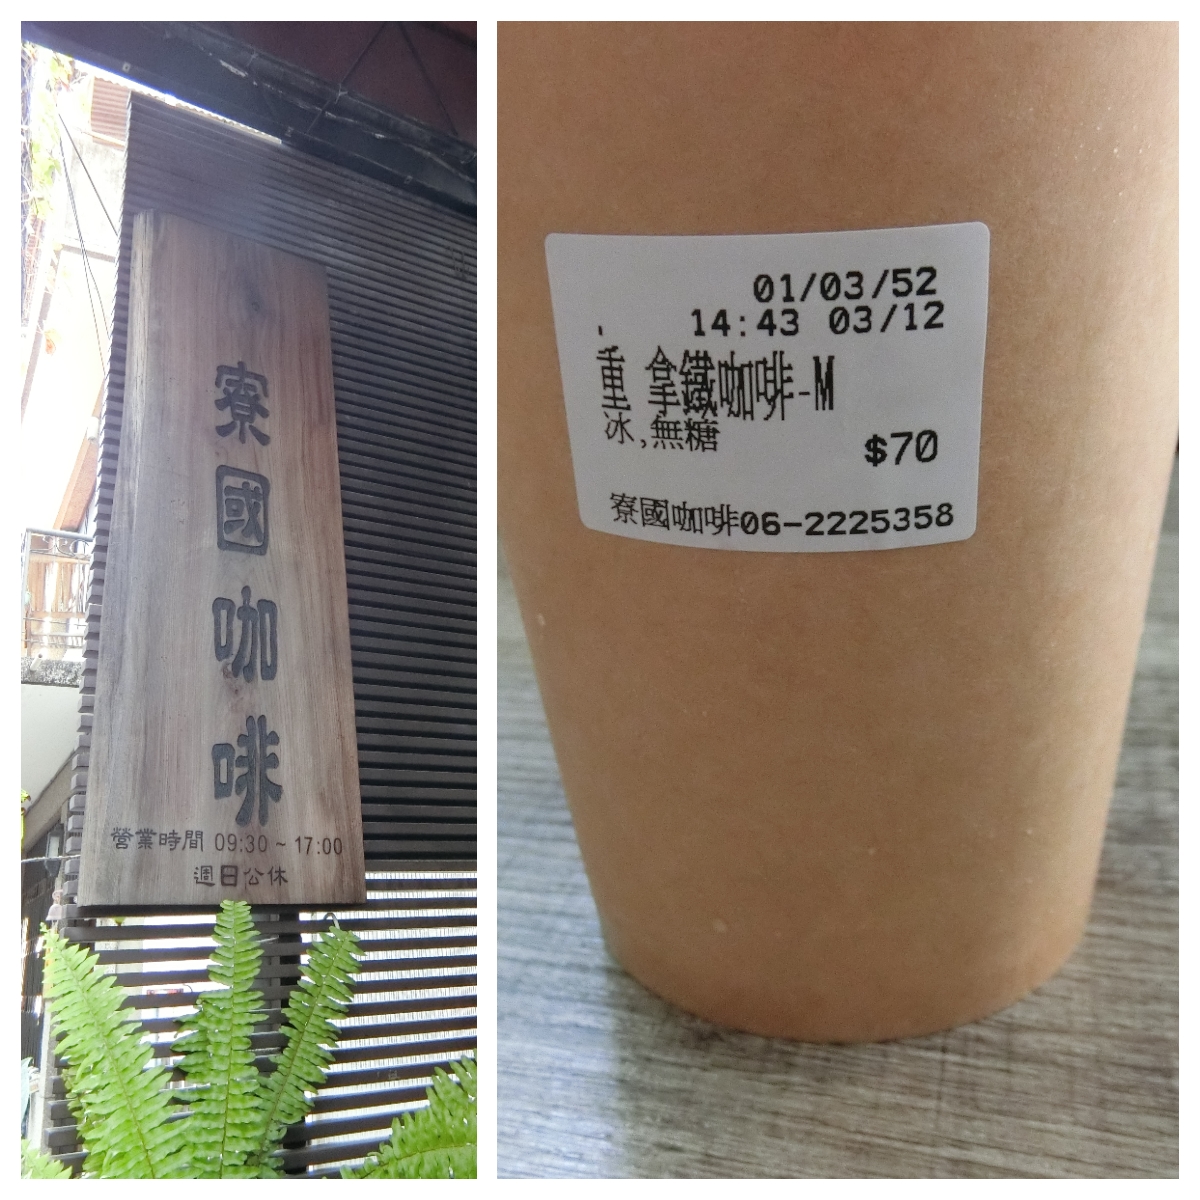 寮國咖啡
營業時間 09:30 ~ 17:00
週日公休
01/03/52
14:43 03/12
重 拿鐵咖啡-M
冰,無糖
$70
寮國咖啡06-2225358